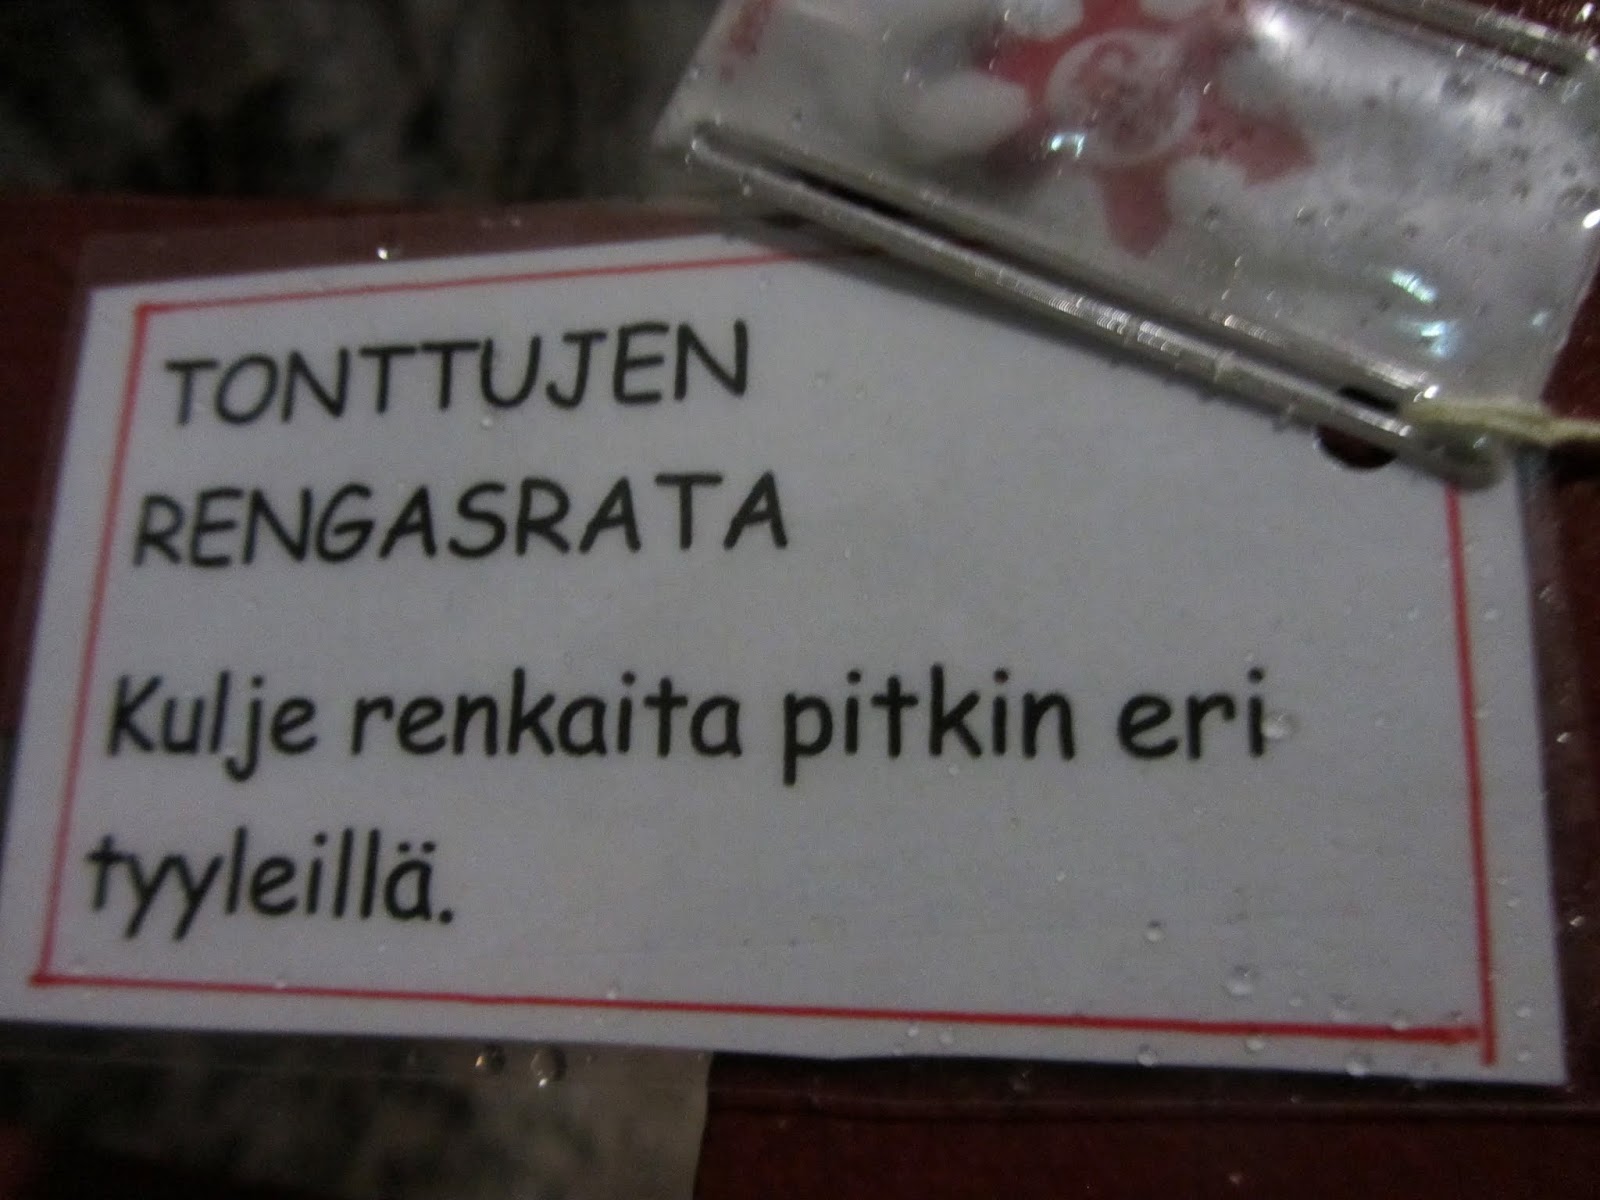 TONTTUJEN
RENGASRATA
Kulje renkaita pitkin eri
tyyleillä.